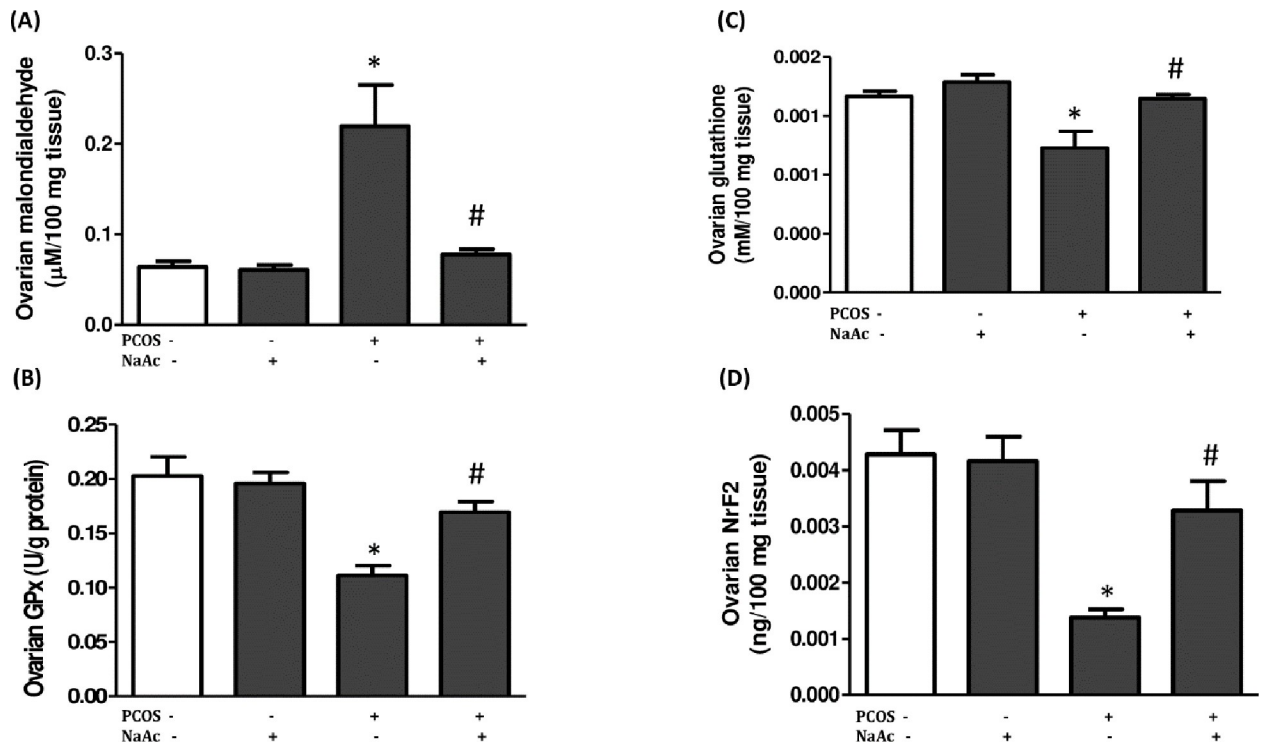 (A)
Ovarian malondialdehyde
(µM/100 mg tissue)
0.3
0.2
0.1
0.0
*
#
PCOS - - + +
NaAc - + - +
(B)
Ovarian GPx (U/g protein)
0.25
0.20
0.15
0.10
0.05
0.00
*
#
PCOS - - + +
NaAc - + - +
(C)
Ovarian glutathione
(mM/100 mg tissue)
0.002
0.001
0.001
0.000
0.000
*
#
PCOS - - + +
NaAc - + - +
(D)
Ovarian NrF2
(ng/100 mg tissue)
0.005
0.004
0.003
0.002
0.001
0.000
*
#
PCOS - - + +
NaAc - + - +